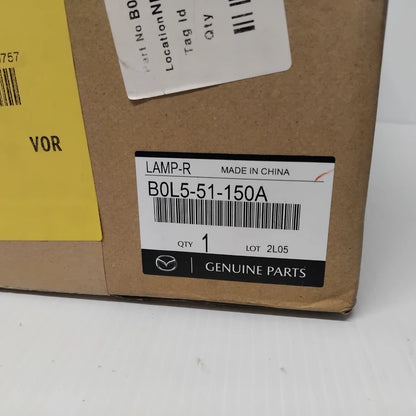 757
VOR
Part No B0
Location
Tag Id
Qty
LAMP-R MADE IN CHINA
B0L5-51-150A
QTY 1 LOT 2L05
GENUINE PARTS